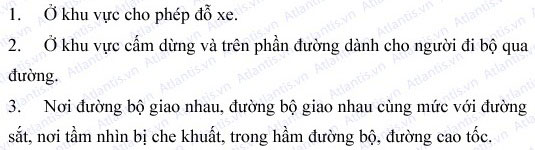 1. Ở khu vực cho phép đỗ xe.
2. Ở khu vực cấm dừng và trên phần đường dành cho người đi bộ qua
đường.
3. Nơi đường bộ giao nhau, đường bộ giao nhau cùng mức với đường
sắt, nơi tầm nhìn bị che khuất, trong hầm đường bộ, đường cao tốc.